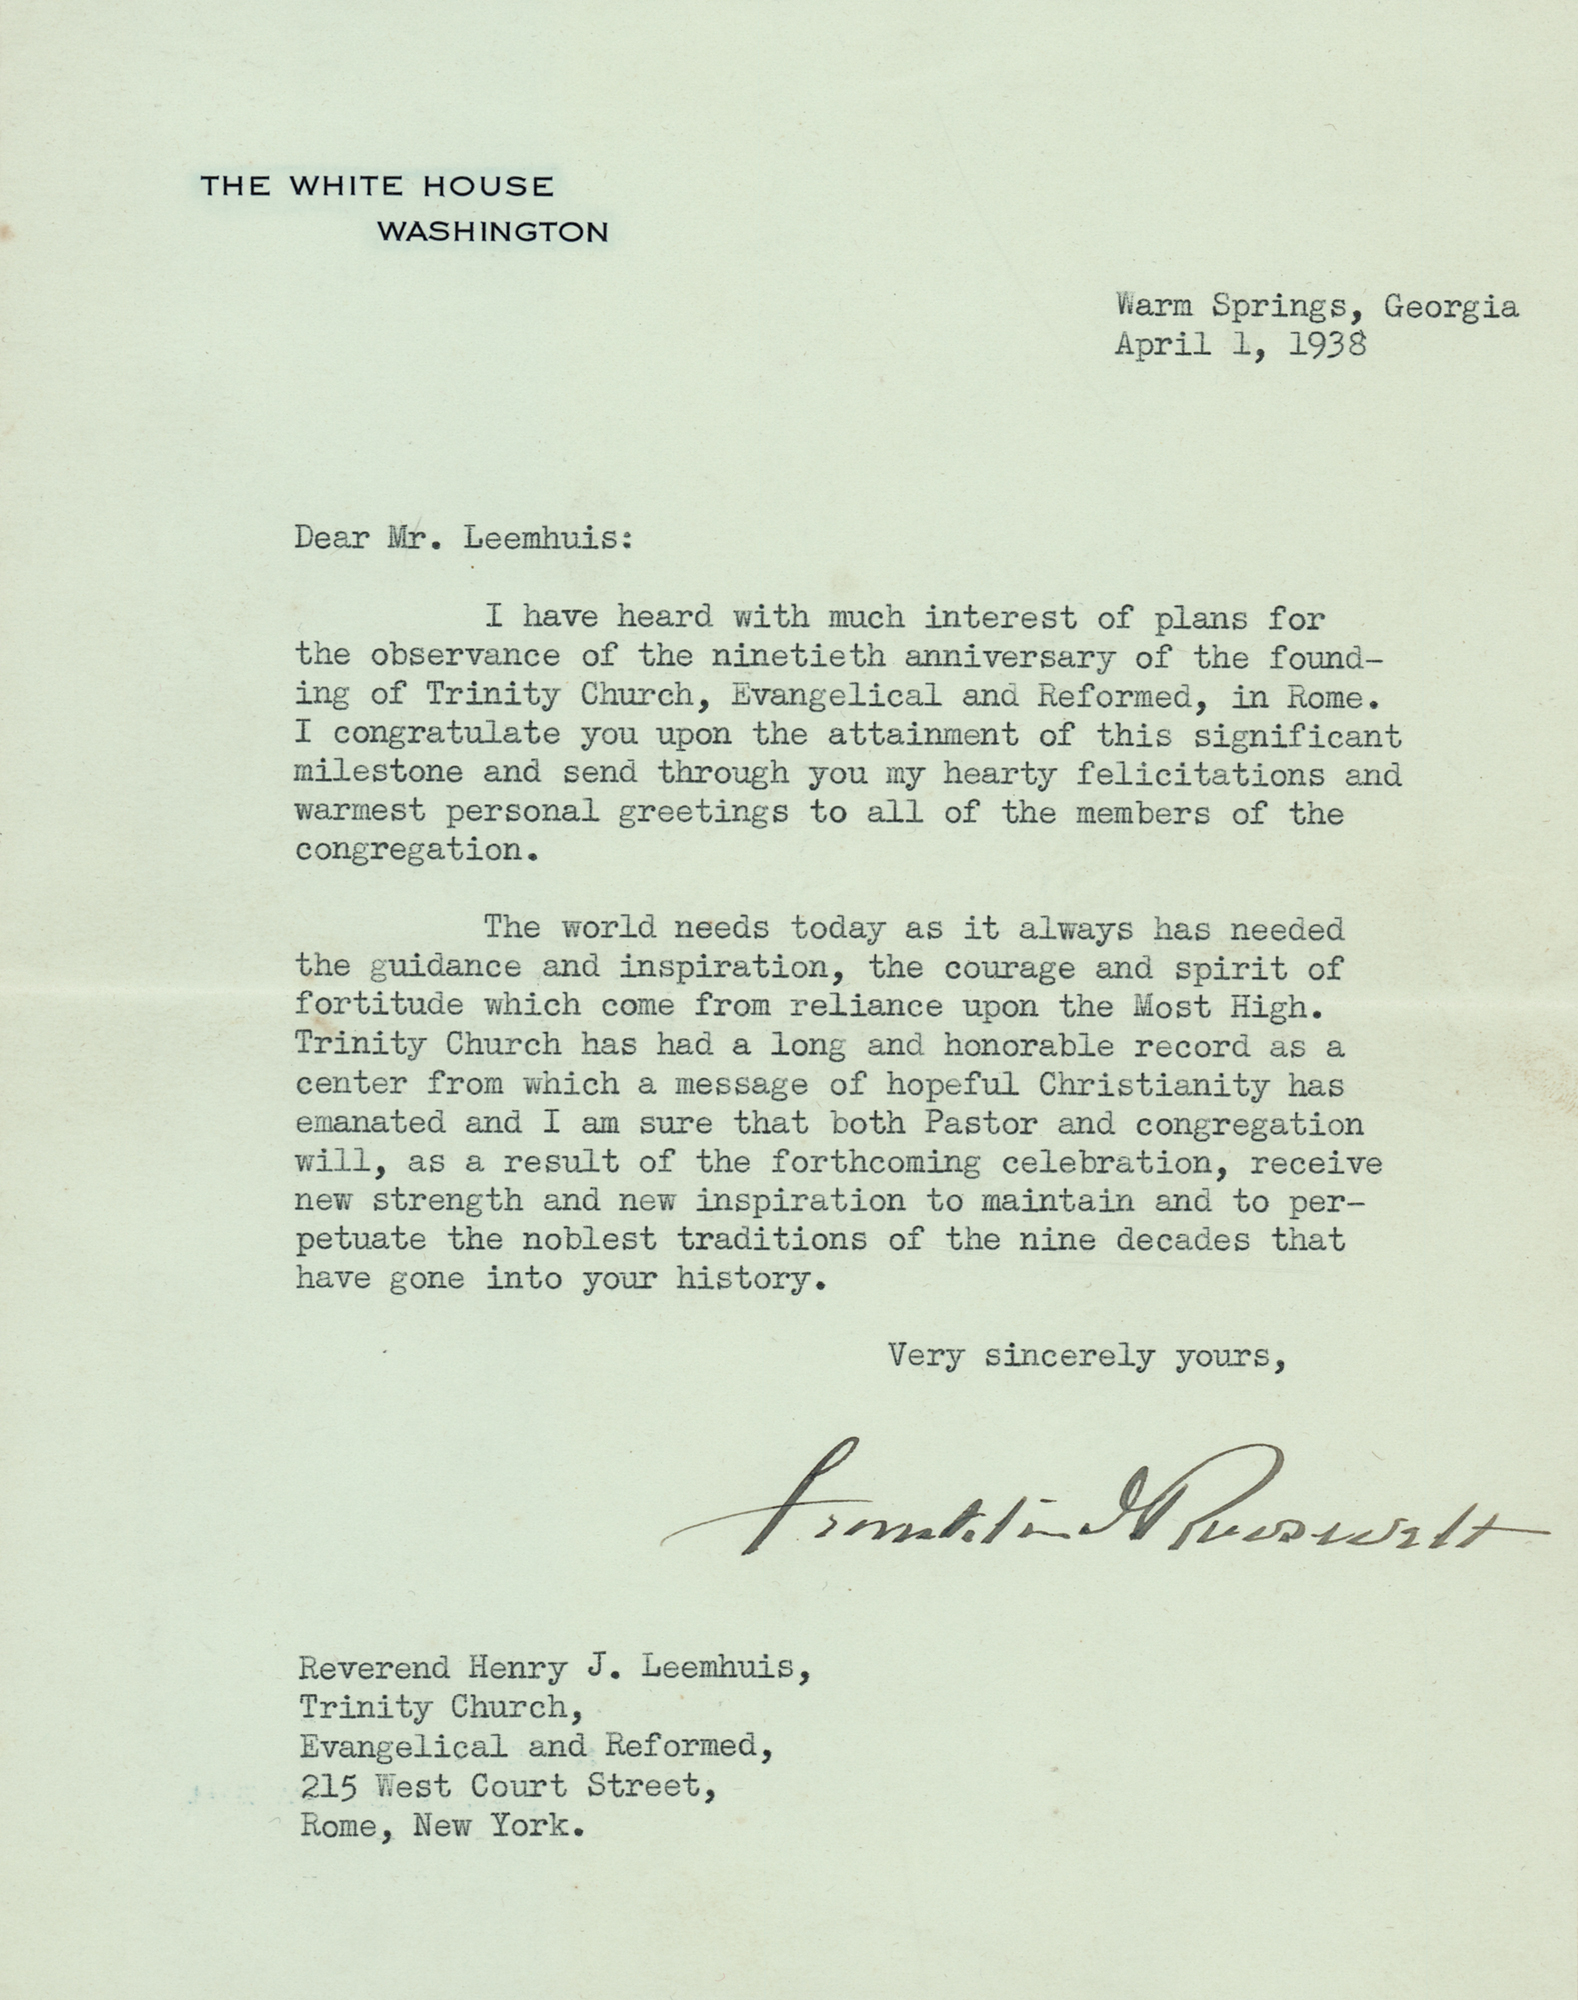 THE WHITE HOUSE
WASHINGTON
Warm Springs, Georgia
April 1, 1938
Dear Mr. Leemhuis:
I have heard with much interest of plans for
the observance of the ninetieth anniversary of the found-
ing of Trinity Church, Evangelical and Reformed, in Rome.
I congratulate you upon the attainment of this significant
milestone and send through you my hearty felicitations and
warmest personal greetings to all of the members of the
congregation.
The world needs today as it always has needed
the guidance and inspiration, the courage and spirit of
fortitude which come from reliance upon the Most High.
Trinity Church has had a long and honorable record as a
center from which a message of hopeful Christianity has
emanated and I am sure that both Pastor and congregation
will, as a result of the forthcoming celebration, receive
new strength and new inspiration to maintain and to per-
petuate the noblest traditions of the nine decades that
have gone into your history.
Very sincerely yours,
Franklin D Roosevelt
Reverend Henry J. Leemhuis,
Trinity Church,
Evangelical and Reformed,
215 West Court Street,
Rome, New York.